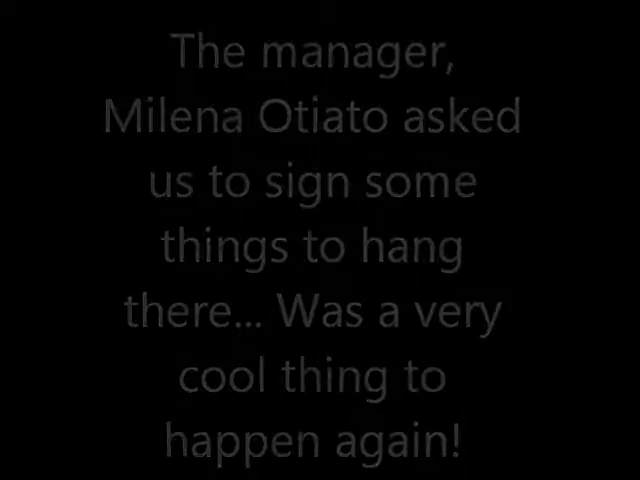 The manager,
Milena Otiato asked
us to sign some
things to hang
there... Was a very
cool thing to
happen again!